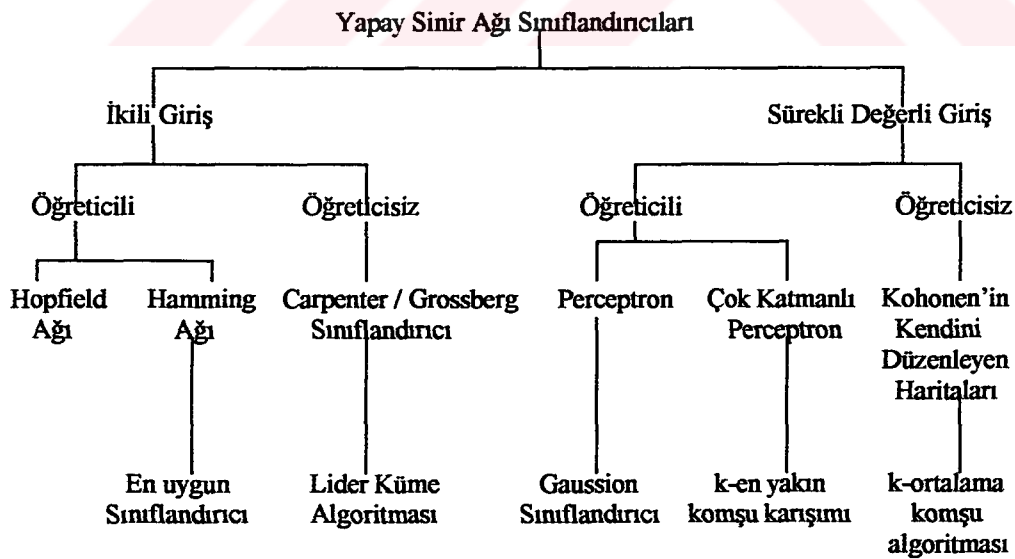 Yapay Sinir Ağı Sınıflandırıcıları
İkili Giriş
Sürekli Değerli Giriş
Öğreticili
Öğreticisiz
Öğreticili
Öğreticisiz
Hopfield
Ağı
Hamming
Ağı
Carpenter / Grossberg
Sınıflandırıcı
Perceptron
Çok Katmanlı
Perceptron
Kohonen'in
Kendini
Düzenleyen
Haritaları
En uygun
Sınıflandırıcı
Lider Küme
Algoritması
Gaussion
Sınıflandırıcı
k-en yakın
komşu karışımı
k-ortalama
komşu
algoritması